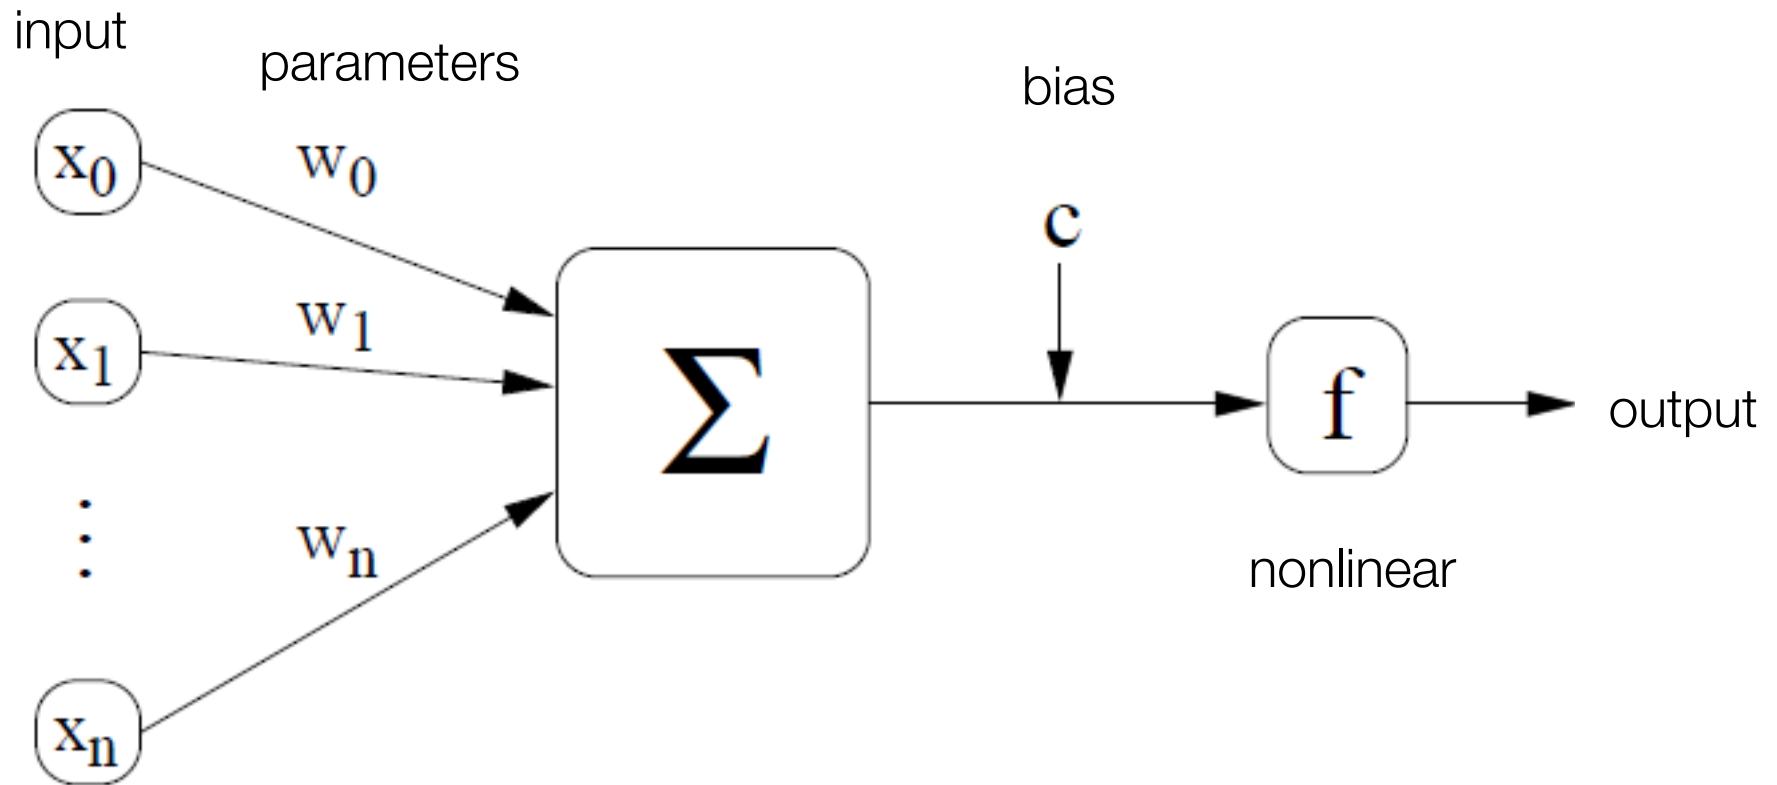 input
parameters
bias
x0
w0
c
x1
w1
Σ
f
output
⋮
wn
nonlinear
xn